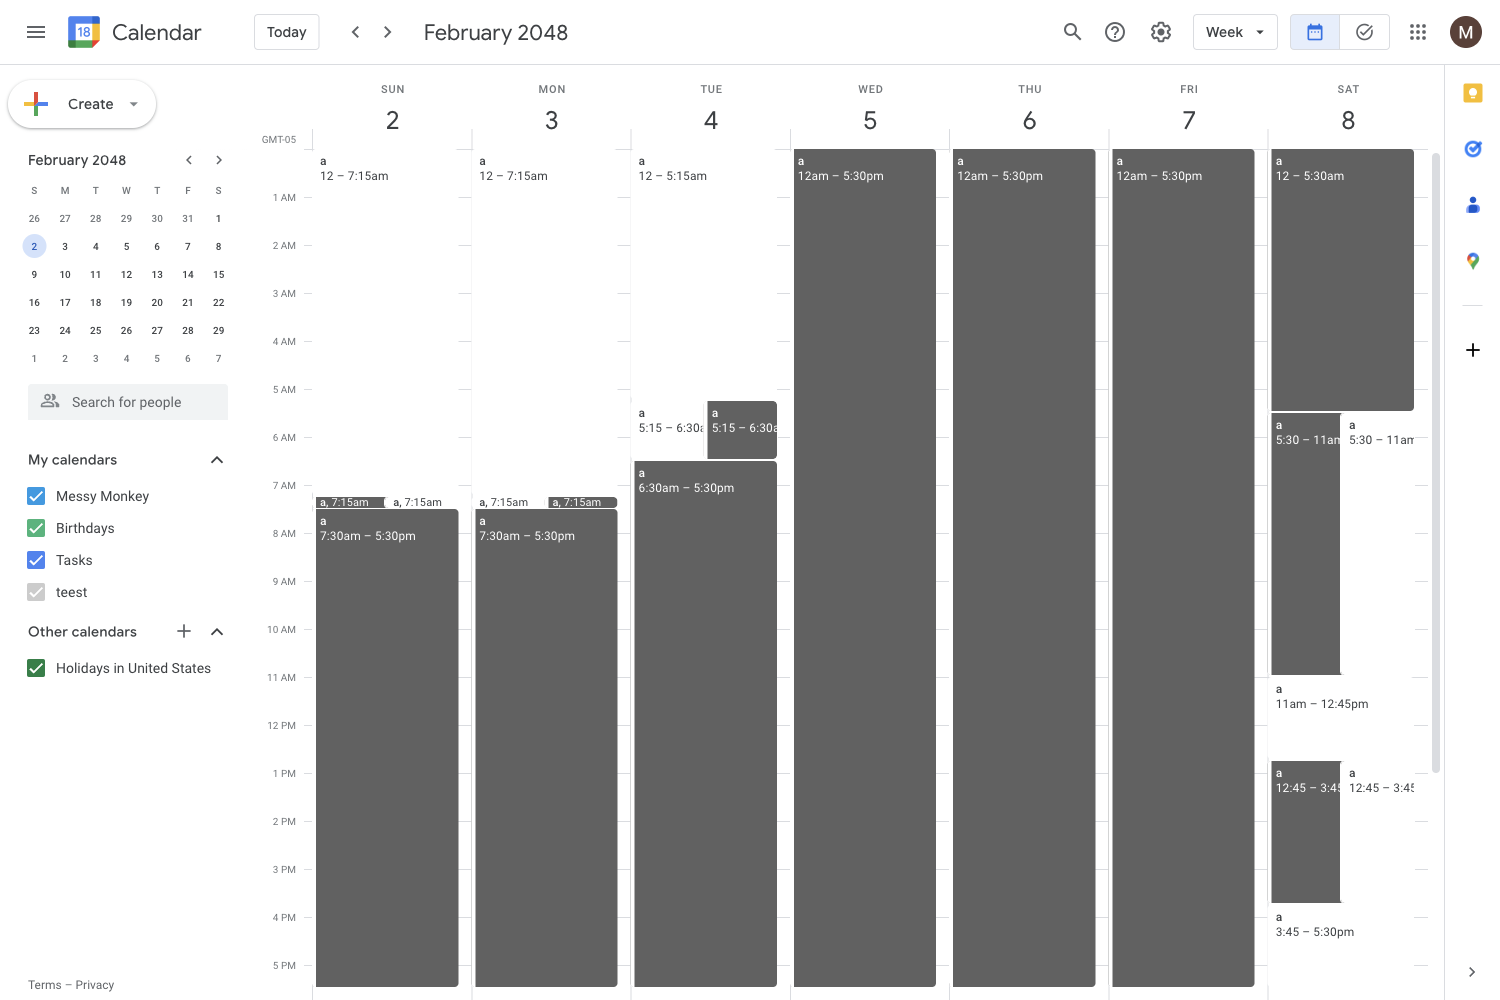 18 Calendar
Today
February 2048
Week
M
Create
February 2048
S M T W T F S
26 27 28 29 30 31 1
2 3 4 5 6 7 8
9 10 11 12 13 14 15
16 17 18 19 20 21 22
23 24 25 26 27 28 29
1 2 3 4 5 6 7
Search for people
My calendars
Messy Monkey
Birthdays
Tasks
teest
Other calendars
Holidays in United States
Terms – Privacy
GMT-05
SUN MON TUE WED THU FRI SAT
2 3 4 5 6 7 8
1 AM
2 AM
3 AM
4 AM
5 AM
6 AM
7 AM
8 AM
9 AM
10 AM
11 AM
12 PM
1 PM
2 PM
3 PM
4 PM
5 PM
a
12 – 7:15am
a, 7:15am
a, 7:15am
a
7:30am – 5:30pm
a
12 – 7:15am
a, 7:15am
a, 7:15am
a
7:30am – 5:30pm
a
12 – 5:15am
a
5:15 – 6:30a
a
5:15 – 6:30a
a
6:30am – 5:30pm
a
12am – 5:30pm
a
12am – 5:30pm
a
12am – 5:30pm
a
12 – 5:30am
a
5:30 – 11am
a
5:30 – 11am
a
11am – 12:45pm
a
12:45 – 3:45
a
12:45 – 3:45
a
3:45 – 5:30pm